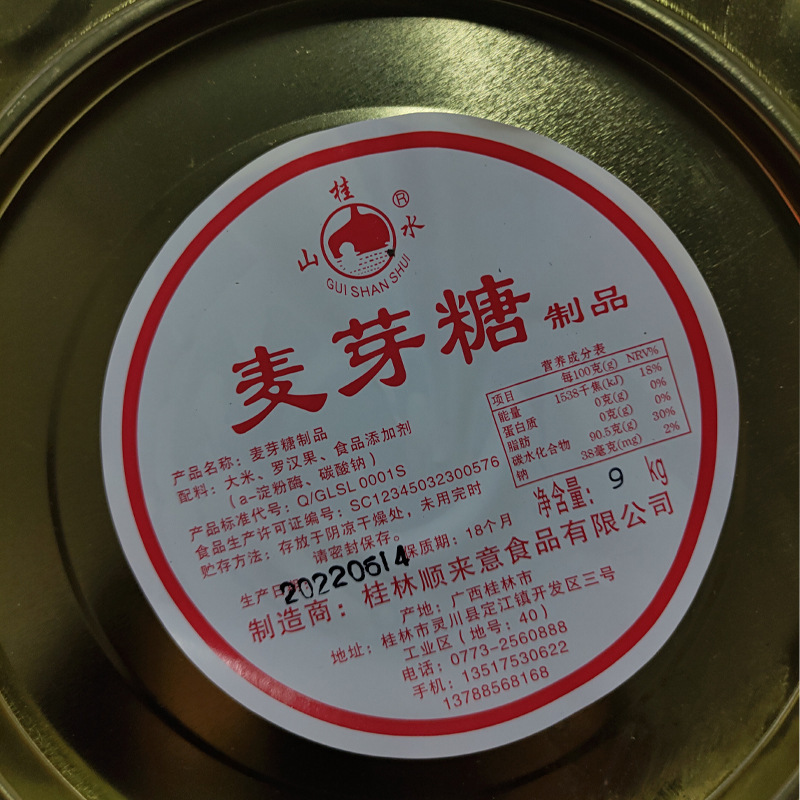 桂
山 水 ®
GUI SHAN SHUI
麦芽糖 制品
营养成分表
项目 每100克(g) NRV%
能量 1538千焦(kJ) 18%
蛋白质 0克(g) 0%
脂肪 0克(g) 0%
碳水化合物 90.5克(g) 30%
钠 38毫克(mg) 2%
产品名称：麦芽糖制品
配料：大米、罗汉果、食品添加剂
（a-淀粉酶、碳酸钠）
产品标准代号：Q/GLSL 0001S
食品生产许可证编号：SC12345032300576
贮存方法：存放于阴凉干燥处，未用完时
请密封保存。
净含量：9 kg
生产日 20220614 保质期：18个月
制造商：桂林顺来意食品有限公司
产地：广西桂林市
地址：桂林市灵川县定江镇开发区三号
工业区（地号：40）
电话：0773-2560888
手机：13517530622
13788568168